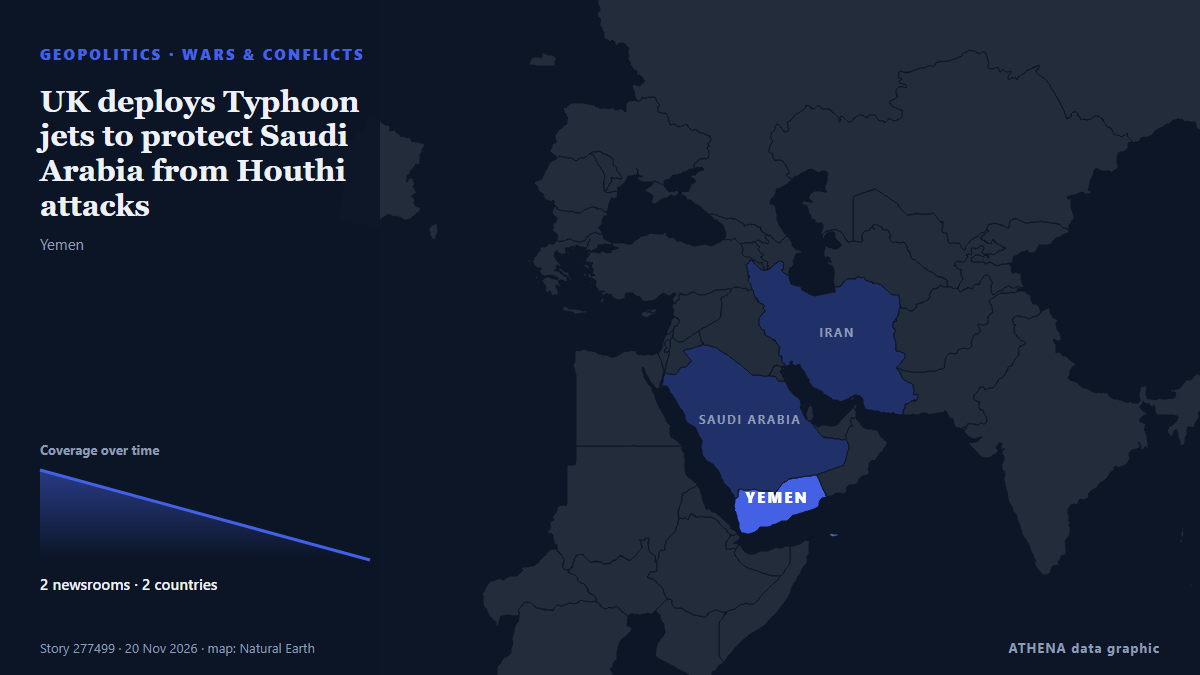 GEOPOLITICS · WARS & CONFLICTS
UK deploys Typhoon
jets to protect Saudi
Arabia from Houthi
attacks
Yemen
IRAN
SAUDI ARABIA
YEMEN
Coverage over time
2 newsrooms · 2 countries
Story 277499 · 20 Nov 2026 · map: Natural Earth
ATHENA data graphic